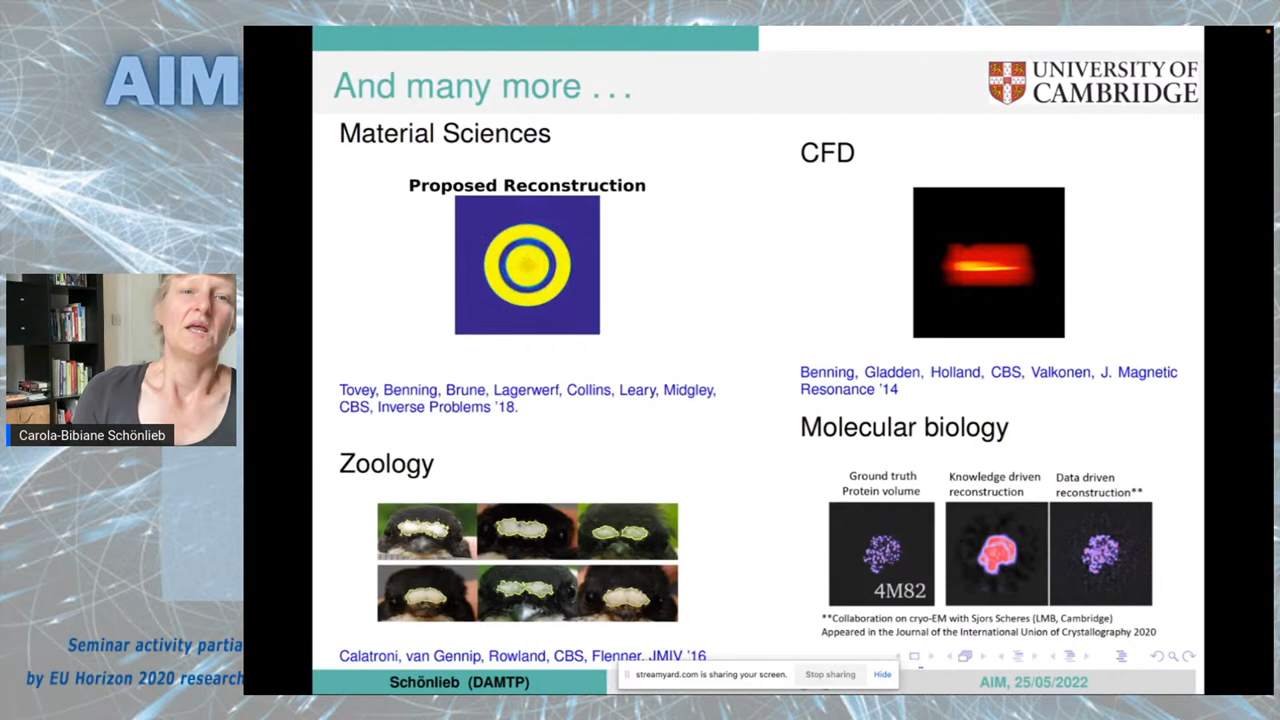 AIM
And many more . . .
UNIVERSITY OF
CAMBRIDGE
Material Sciences
Proposed Reconstruction
Tovey, Benning, Brune, Lagerwerf, Collins, Leary, Midgley,
CBS, Inverse Problems '18.
CFD
Benning, Gladden, Holland, CBS, Valkonen, J. Magnetic
Resonance '14
Zoology
Calatroni, van Gennip, Rowland, CBS, Flenner, JMIV '16
Molecular biology
Ground truth
Protein volume
Knowledge driven
reconstruction
Data driven
reconstruction**
4M82
**Collaboration on cryo-EM with Sjors Scheres (LMB, Cambridge)
Appeared in the Journal of the International Union of Crystallography 2020
Carola-Bibiane Schönlieb
Seminar activity partia
by EU Horizon 2020 research
streamyard.com is sharing your screen.
Stop sharing
Hide
Schönlieb (DAMTP)
AIM, 25/05/2022